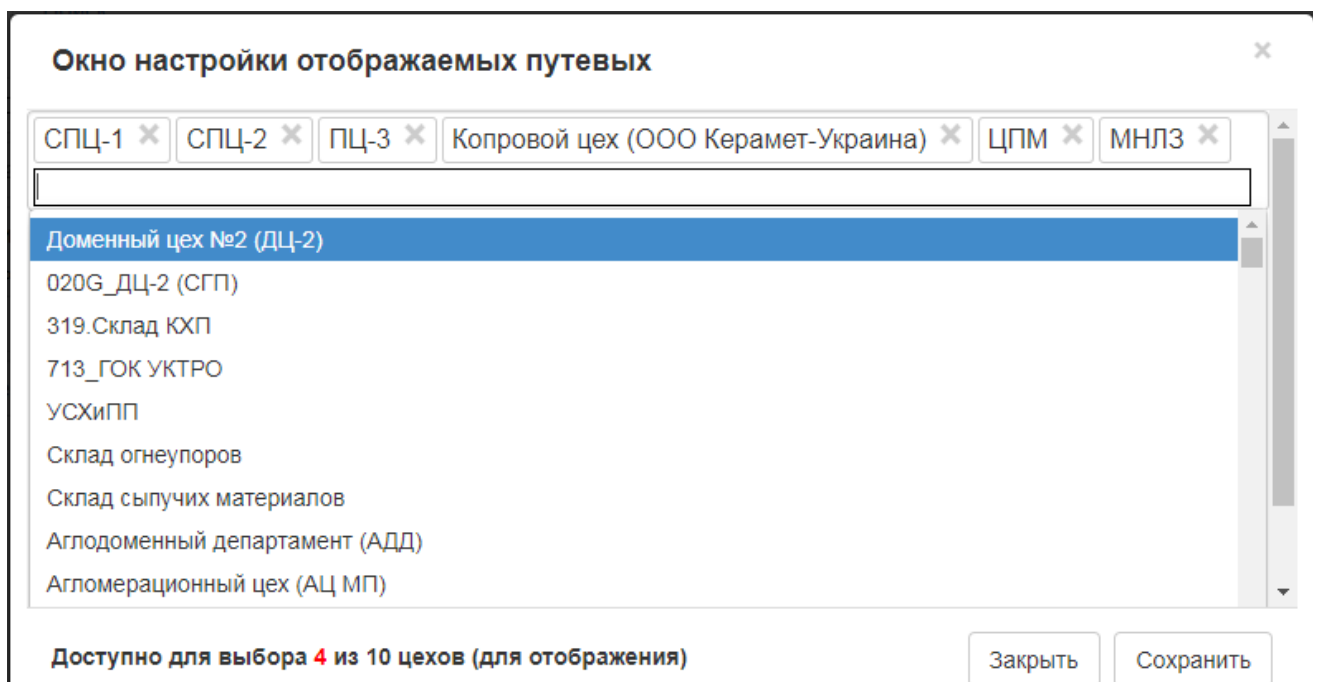 Окно настройки отображаемых путевых ×
СПЦ-1 × СПЦ-2 × ПЦ-3 × Копровой цех (ООО Керамет-Украина) × ЦПМ × МНЛЗ ×
Доменный цех №2 (ДЦ-2)
020G_ДЦ-2 (СГП)
319.Склад КХП
713_ГОК УКТРО
УСХиПП
Склад огнеупоров
Склад сыпучих материалов
Аглодоменный департамент (АДД)
Агломерационный цех (АЦ МП)
Доступно для выбора 4 из 10 цехов (для отображения) Закрыть Сохранить